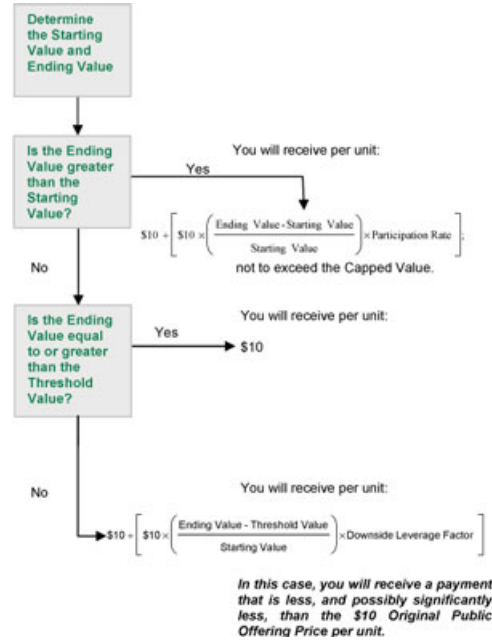 Determine
the Starting
Value and
Ending Value
Is the Ending
Value greater
than the
Starting
Value?
Yes
You will receive per unit:
$10 + [ $10 × ( Ending Value - Starting Value / Starting Value ) × Participation Rate ];
not to exceed the Capped Value.
No
Is the Ending
Value equal
to or greater
than the
Threshold
Value?
Yes
You will receive per unit:
$10
No
You will receive per unit:
$10 + [ $10 × ( Ending Value - Threshold Value / Starting Value ) × Downside Leverage Factor ]
In this case, you will receive a payment
that is less, and possibly significantly
less, than the $10 Original Public
Offering Price per unit.